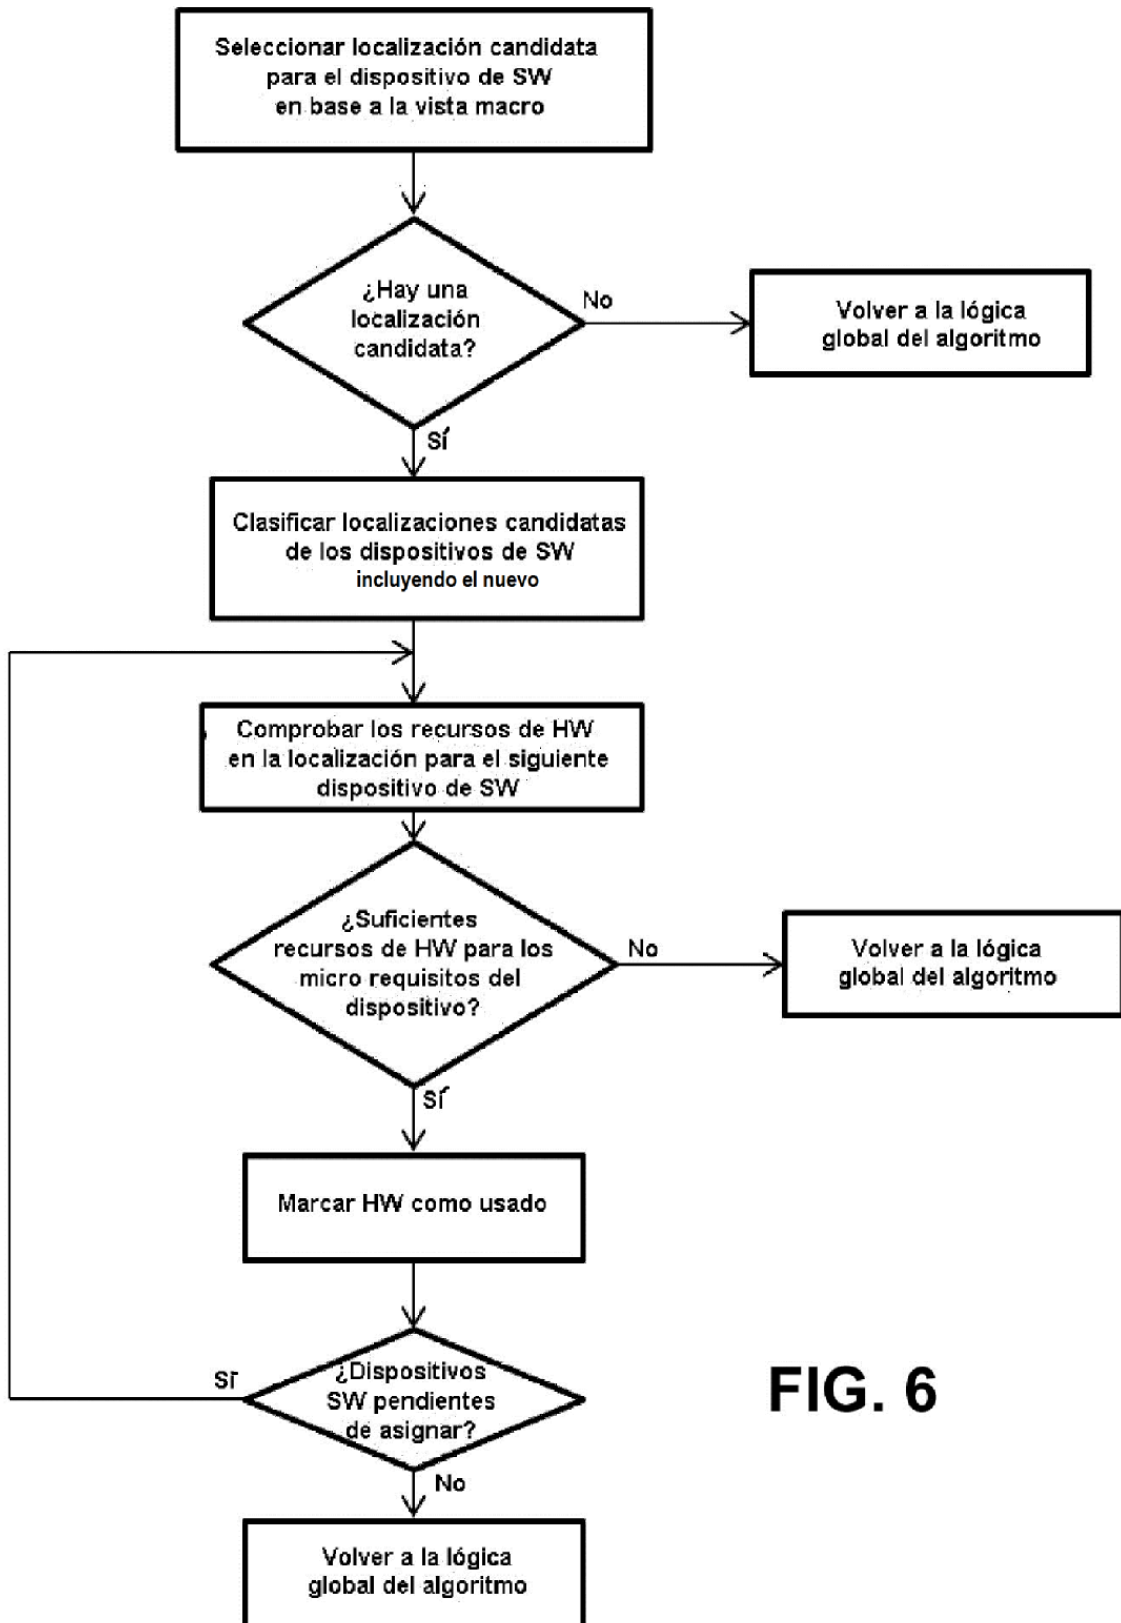 Seleccionar localización candidata
para el dispositivo de SW
en base a la vista macro
¿Hay una
localización
candidata?
No
Volver a la lógica
global del algoritmo
Sí
Clasificar localizaciones candidatas
de los dispositivos de SW
incluyendo el nuevo
Comprobar los recursos de HW
en la localización para el siguiente
dispositivo de SW
¿Suficientes
recursos de HW para los
micro requisitos del
dispositivo?
No
Volver a la lógica
global del algoritmo
Sí
Marcar HW como usado
¿Dispositivos
SW pendientes
de asignar?
Sí
No
Volver a la lógica
global del algoritmo
FIG. 6